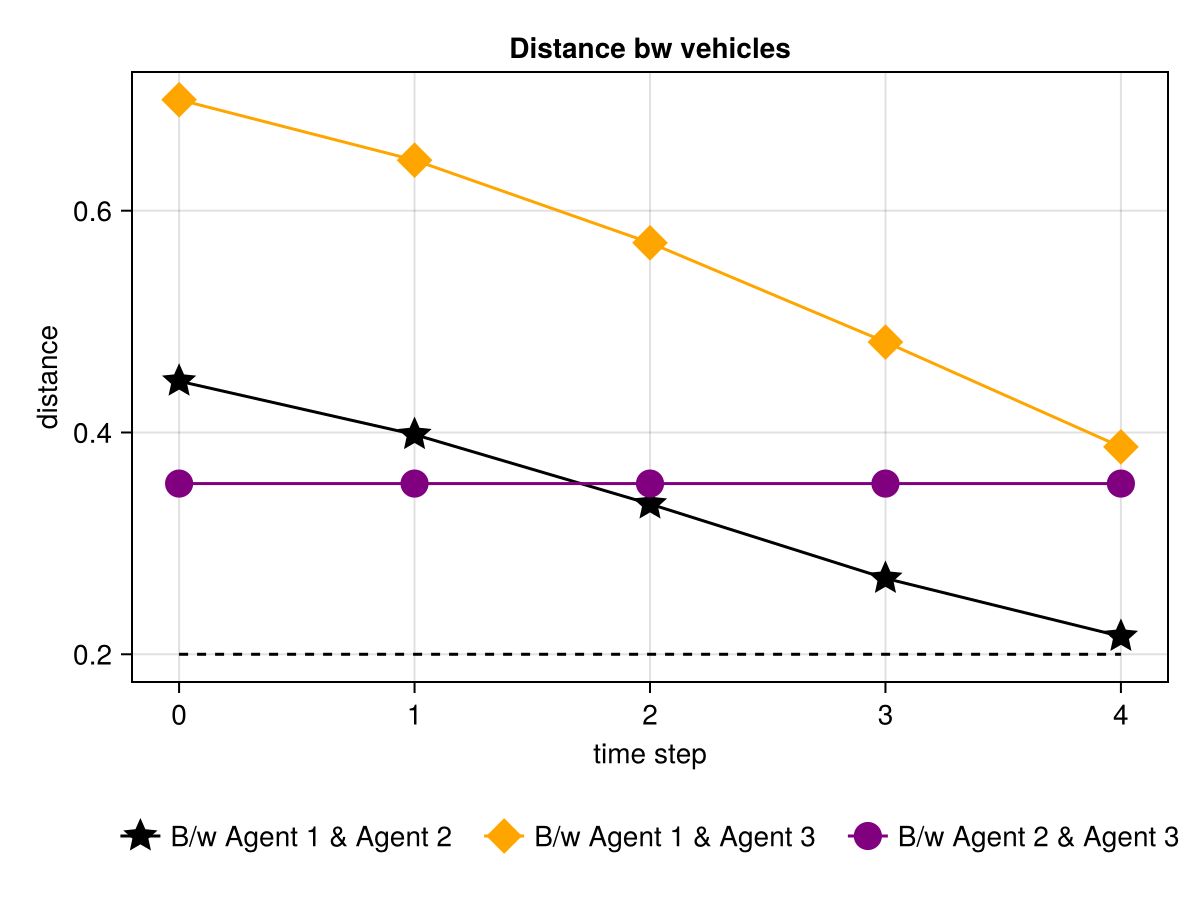 Distance bw vehicles
0.6
0.4
0.2
distance
0 1 2 3 4
time step
B/w Agent 1 & Agent 2 B/w Agent 1 & Agent 3 B/w Agent 2 & Agent 3